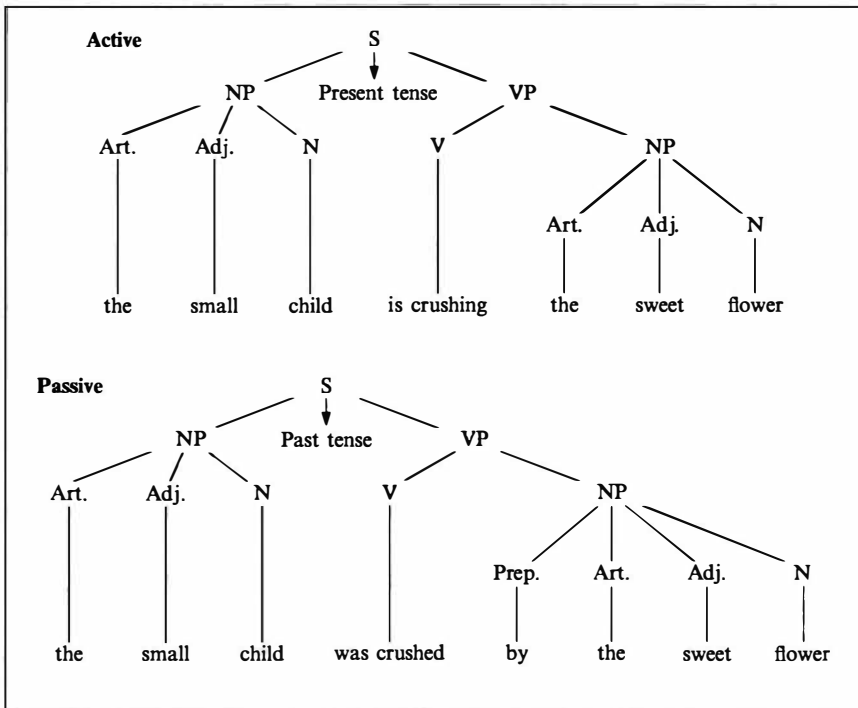 Active S
NP Present tense VP
Art. Adj. N V NP
Art. Adj. N
the small child is crushing the sweet flower
Passive S
NP Past tense VP
Art. Adj. N V NP
Prep. Art. Adj. N
the small child was crushed by the sweet flower